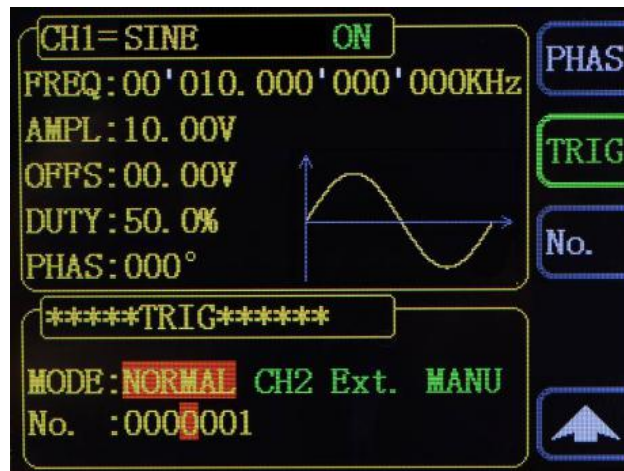 CH1=SINE ON
FREQ:00'010.000'000'000KHz
AMPL:10.00V
OFFS:00.00V
DUTY:50.0%
PHAS:000°
PHAS
TRIG
No.
*****TRIG******
MODE:NORMAL CH2 Ext. MANU
No. :0000001